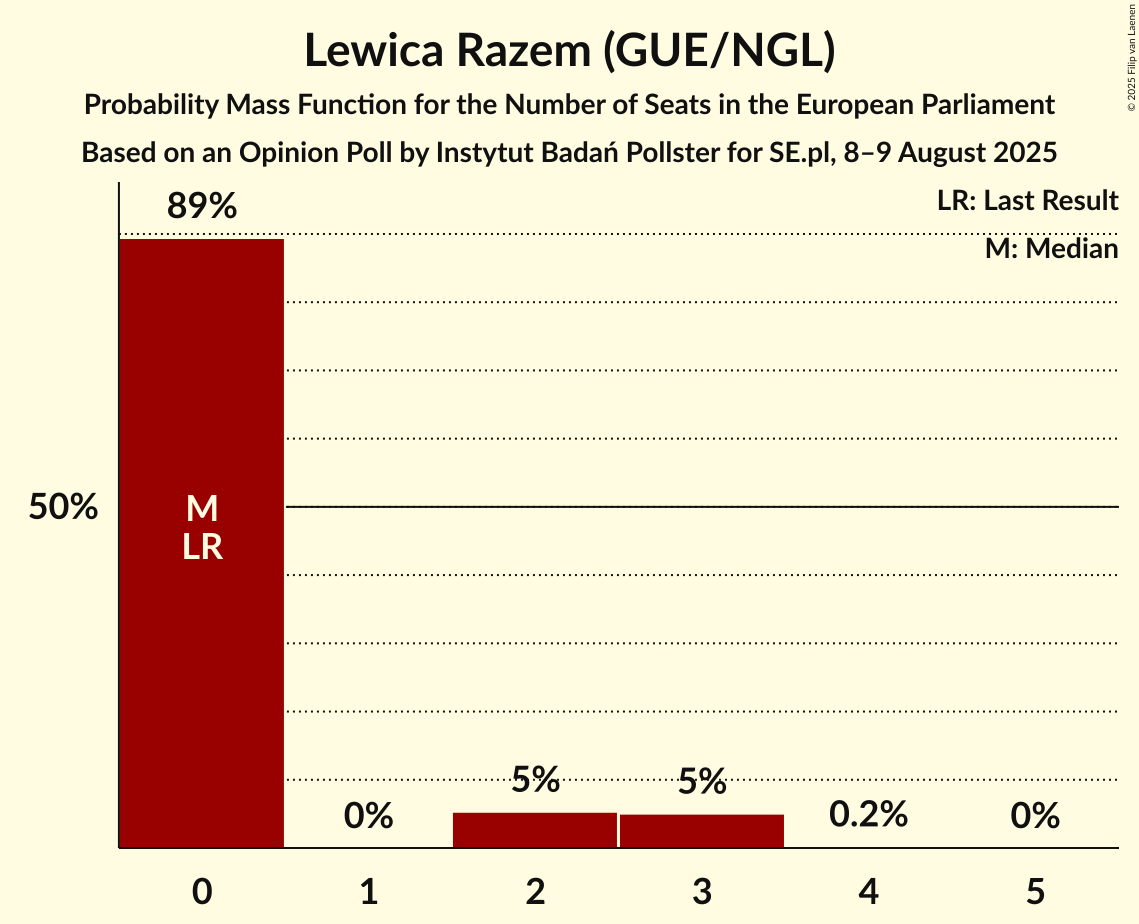 Lewica Razem (GUE/NGL)
Probability Mass Function for the Number of Seats in the European Parliament
Based on an Opinion Poll by Instytut Badań Pollster for SE.pl, 8–9 August 2025
© 2025 Filip van Laenen
LR: Last Result
M: Median
89%
50%
M
LR
0%
5%
5%
0.2%
0%
0
1
2
3
4
5